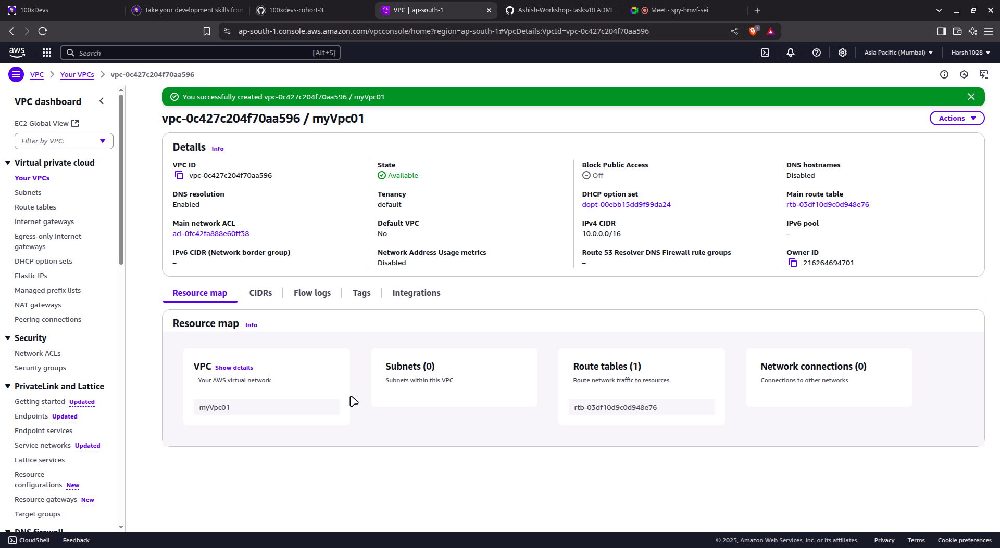 100xDevs
Take your development skills from
100xdevs-cohort-3
VPC | ap-south-1
Ashish-Workshop-Tasks/README.
Meet - spy-hmvf-sei
ap-south-1.console.aws.amazon.com/vpcconsole/home?region=ap-south-1#VpcDetails:VpcId=vpc-0c427c204f70aa596
aws
Search
[Alt+S]
Asia Pacific (Mumbai)
Harsh1028
VPC
Your VPCs
vpc-0c427c204f70aa596
VPC dashboard
EC2 Global View
Filter by VPC:
Virtual private cloud
Your VPCs
Subnets
Route tables
Internet gateways
Egress-only Internet
gateways
DHCP option sets
Elastic IPs
Managed prefix lists
NAT gateways
Peering connections
Security
Network ACLs
Security groups
PrivateLink and Lattice
Getting started Updated
Endpoints Updated
Endpoint services
Service networks Updated
Lattice services
Resource
configurations New
Resource gateways New
Target groups
DNS firewall
You successfully created vpc-0c427c204f70aa596 / myVpc01
vpc-0c427c204f70aa596 / myVpc01
Actions
Details Info
VPC ID
vpc-0c427c204f70aa596
State
Available
Block Public Access
Off
DNS hostnames
Disabled
DNS resolution
Enabled
Tenancy
default
DHCP option set
dopt-00ebb15dd9f99da24
Main route table
rtb-03df10d9c0d948e76
Main network ACL
acl-0fc42fa888e60ff38
Default VPC
No
IPv4 CIDR
10.0.0.0/16
IPv6 pool
–
IPv6 CIDR (Network border group)
–
Network Address Usage metrics
Disabled
Route 53 Resolver DNS Firewall rule groups
–
Owner ID
216264694701
Resource map
CIDRs
Flow logs
Tags
Integrations
Resource map Info
VPC Show details
Your AWS virtual network
myVpc01
Subnets (0)
Subnets within this VPC
Route tables (1)
Route network traffic to resources
rtb-03df10d9c0d948e76
Network connections (0)
Connections to other networks
CloudShell
Feedback
© 2025, Amazon Web Services, Inc. or its affiliates.
Privacy
Terms
Cookie preferences